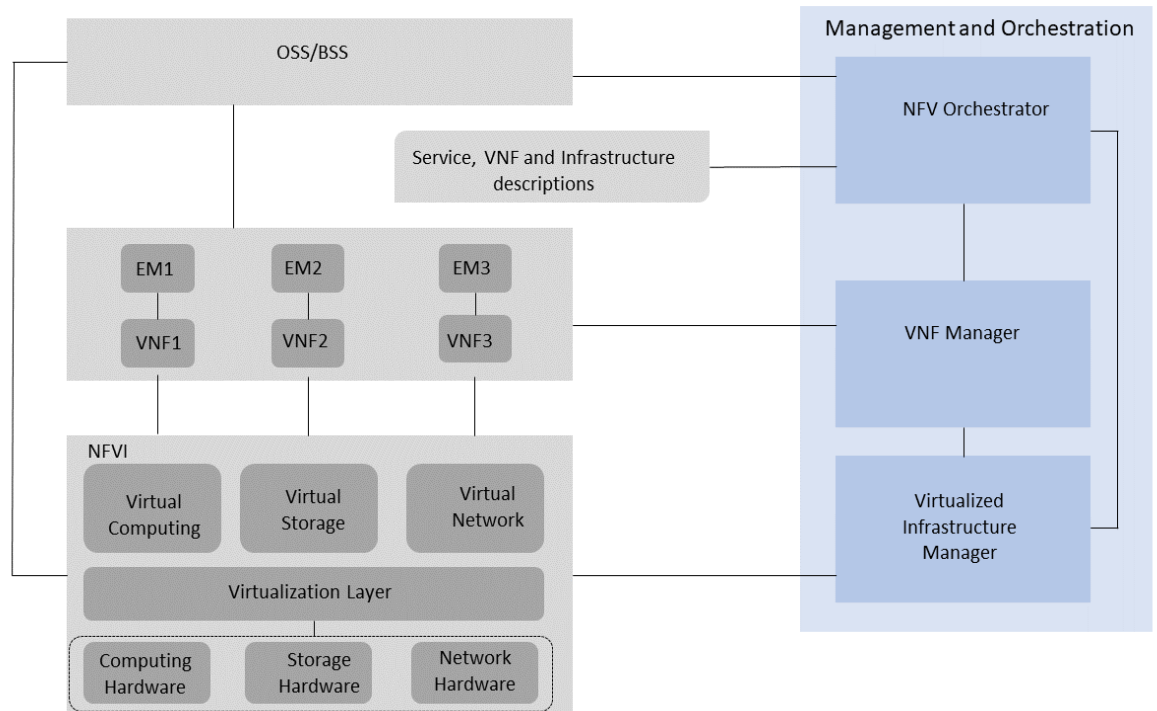 Management and Orchestration
OSS/BSS
NFV Orchestrator
Service, VNF and Infrastructure
descriptions
EM1
EM2
EM3
VNF1
VNF2
VNF3
VNF Manager
NFVI
Virtual
Computing
Virtual
Storage
Virtual
Network
Virtualized
Infrastructure
Manager
Virtualization Layer
Computing
Hardware
Storage
Hardware
Network
Hardware